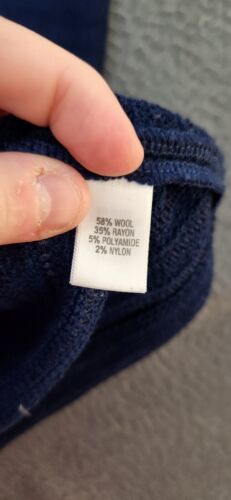 58% WOOL
35% RAYON
5% POLYAMIDE
2% NYLON